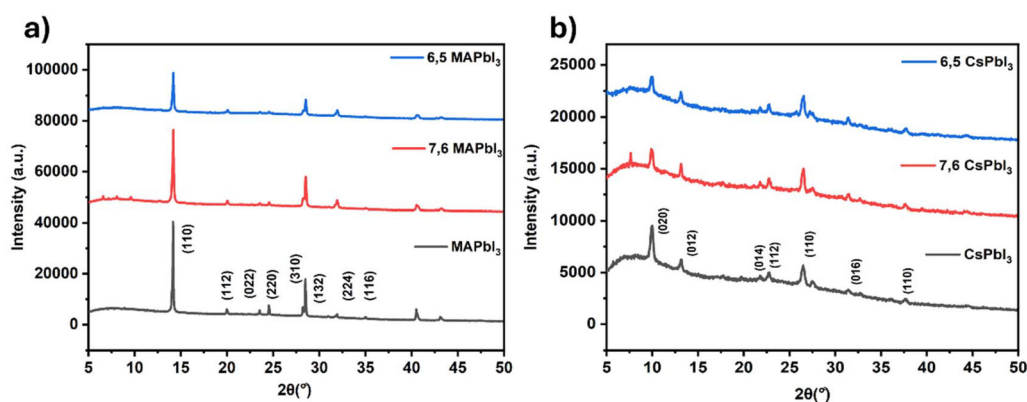 a)
100000
80000
60000
40000
20000
0
Intensity (a.u.)
6,5 MAPbI₃
7,6 MAPbI₃
MAPbI₃
(110)
(112)
(022)
(220)
(310)
(132)
(224)
(116)
5 10 15 20 25 30 35 40 45 50
2θ(°)
b)
25000
20000
15000
10000
5000
0
Intensity (a.u.)
6,5 CsPbI₃
7,6 CsPbI₃
CsPbI₃
(020)
(012)
(014)
(112)
(110)
(016)
(110)
5 10 15 20 25 30 35 40 45 50
2θ(°)